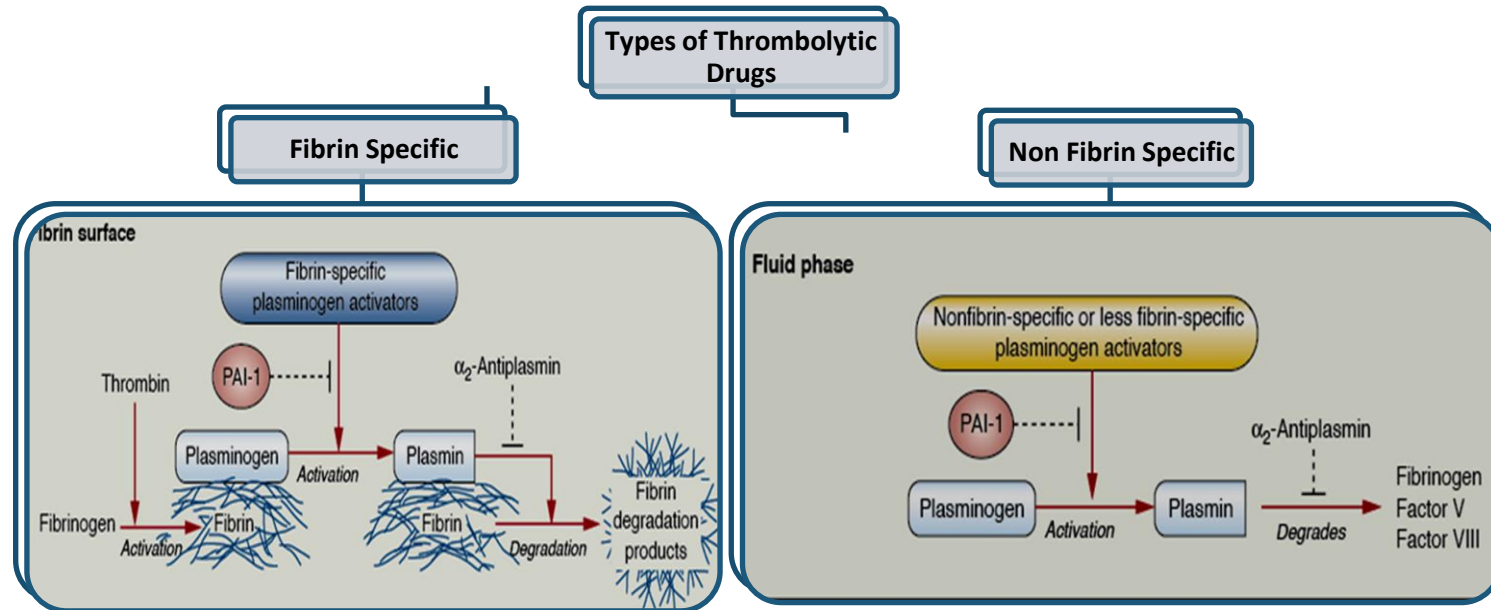 Types of Thrombolytic
Drugs
Fibrin Specific
Non Fibrin Specific
ibrin surface
Fibrin-specific
plasminogen activators
PAI-1
α₂-Antiplasmin
Thrombin
Plasminogen
Activation
Plasmin
Fibrinogen
Activation
Fibrin
Fibrin
Degradation
Fibrin
degradation
products
Fluid phase
Nonfibrin-specific or less fibrin-specific
plasminogen activators
PAI-1
α₂-Antiplasmin
Plasminogen
Activation
Plasmin
Degrades
Fibrinogen
Factor V
Factor VIII